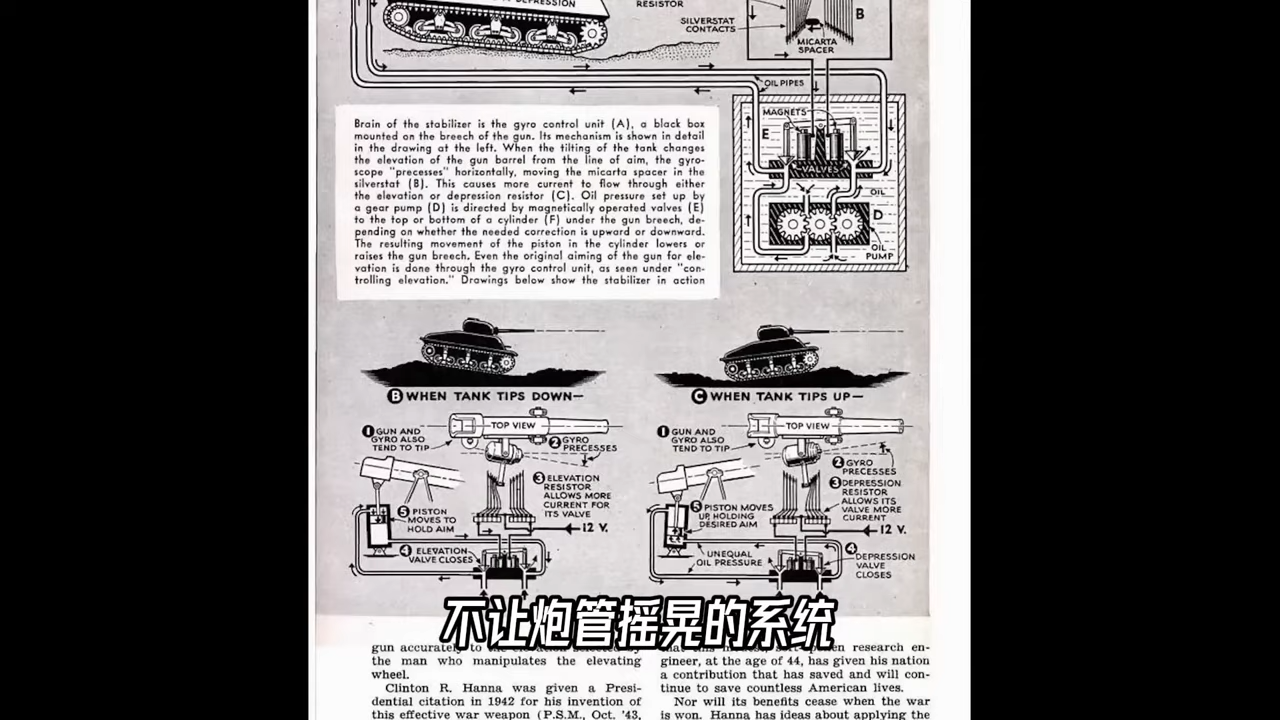 DEPRESSION
RESISTOR
SILVERSTAT
CONTACTS
B
MICARTA
SPACER
OIL PIPES
MAGNETS
E
VALVES
OIL
D
OIL
PUMP
Brain of the stabilizer is the gyro control unit (A), a black box
mounted on the breech of the gun. Its mechanism is shown in detail
in the drawing at the left. When the tilting of the tank changes
the elevation of the gun barrel from the line of aim, the gyro-
scope "precesses" horizontally, moving the micarta spacer in the
silverstat (B). This causes more current to flow through either
the elevation or depression resistor (C). Oil pressure set up by
a gear pump (D) is directed by magnetically operated valves (E)
to the top or bottom of a cylinder (F) under the gun breech, de-
pending on whether the needed correction is upward or downward.
The resulting movement of the piston in the cylinder lowers or
raises the gun breech. Even the original aiming of the gun for ele-
vation is done through the gyro control unit, as seen under "con-
trolling elevation." Drawings below show the stabilizer in action
B WHEN TANK TIPS DOWN—
TOP VIEW
1 GUN AND
GYRO ALSO
TEND TO TIP
2 GYRO
PRECESSES
3 ELEVATION
RESISTOR
ALLOWS MORE
CURRENT FOR
ITS VALVE
5 PISTON
MOVES TO
HOLD AIM
12 V.
4 ELEVATION
VALVE CLOSES
C WHEN TANK TIPS UP—
TOP VIEW
1 GUN AND
GYRO ALSO
TEND TO TIP
2 GYRO
PRECESSES
3 DEPRESSION
RESISTOR
ALLOWS ITS
VALVE MORE
CURRENT
5 PISTON MOVES
UP, HOLDING
DESIRED AIM
12 V.
UNEQUAL
OIL PRESSURE
4 DEPRESSION
VALVE
CLOSES
不让炮管摇晃的系统
gun accurately to the elevation selected by
the man who manipulates the elevating
wheel.
Clinton R. Hanna was given a Presi-
dential citation in 1942 for his invention of
this effective war weapon (P.S.M., Oct. '43,
that this modest, soft-spoken research en-
gineer, at the age of 44, has given his nation
a contribution that has saved and will con-
tinue to save countless American lives.
Nor will its benefits cease when the war
is won. Hanna has ideas about applying the